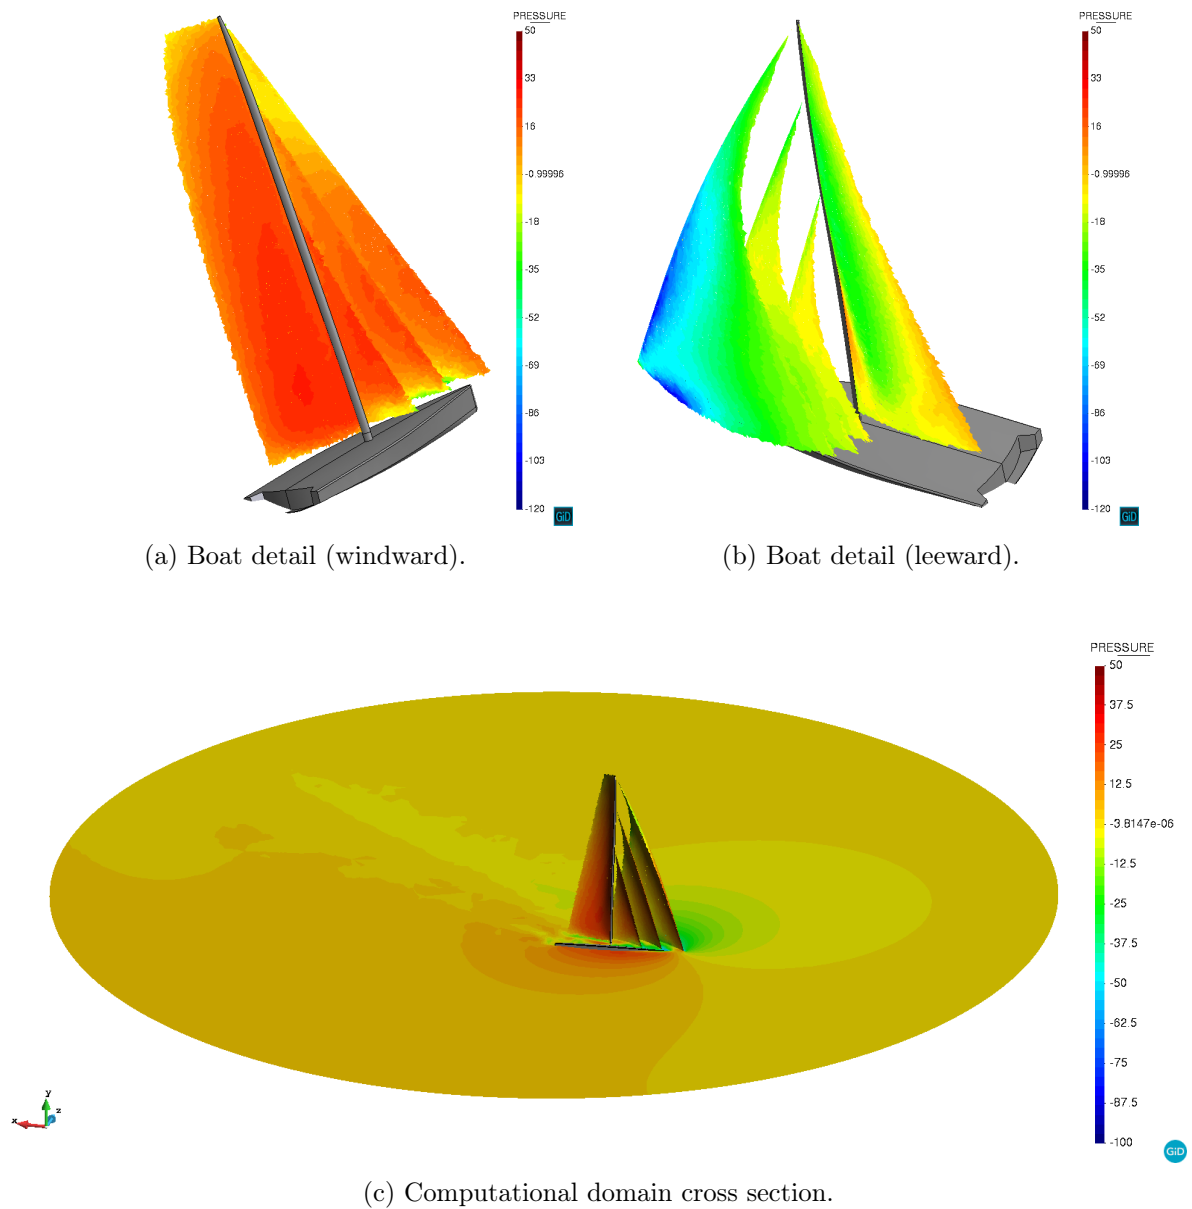 PRESSURE
50
33
16
-0.99996
-18
-35
-52
-69
-86
-103
-120
GiD
(a) Boat detail (windward).
PRESSURE
50
33
16
-0.99996
-18
-35
-52
-69
-86
-103
-120
GiD
(b) Boat detail (leeward).
PRESSURE
50
37.5
25
12.5
-3.8147e-06
-12.5
-25
-37.5
-50
-62.5
-75
-87.5
-100
y
z
x
GiD
(c) Computational domain cross section.